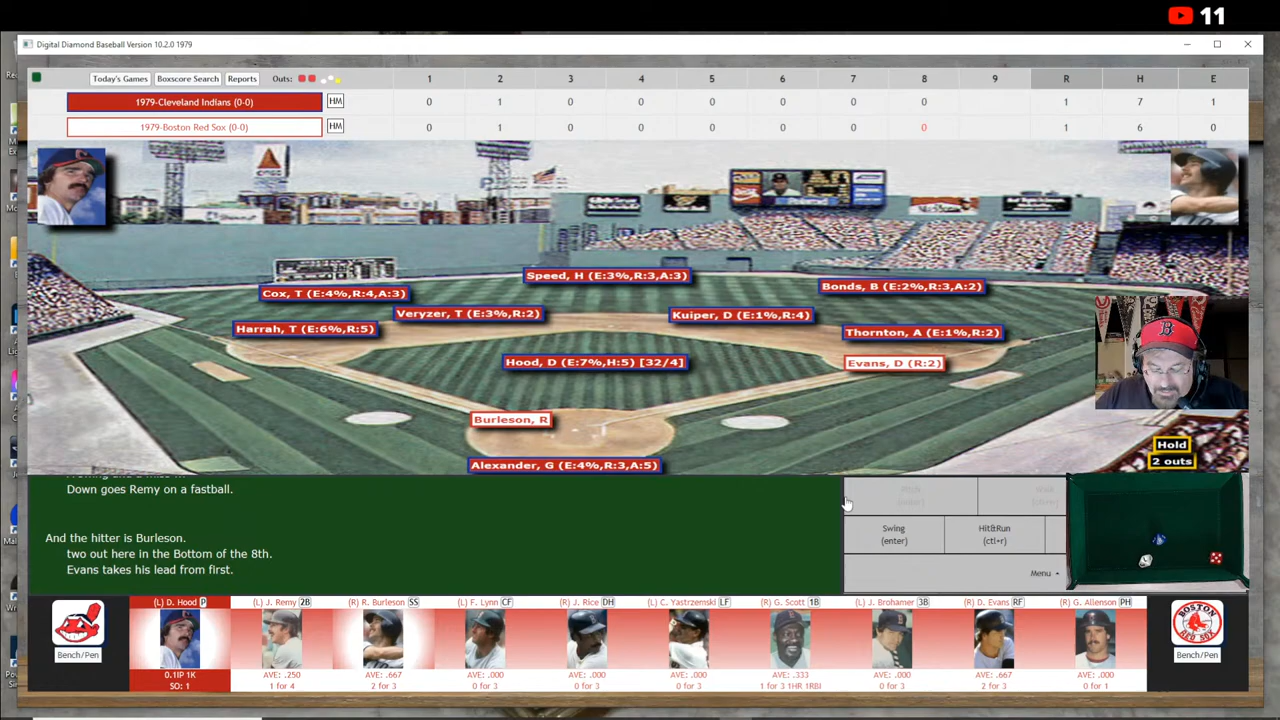 11
Digital Diamond Baseball Version 10.2.0 1979
Today's Games Boxscore Search Reports Outs: 1 2 3 4 5 6 7 8 9 R H E
1979-Cleveland Indians (0-0) HM 0 1 0 0 0 0 0 0 1 7 1
1979-Boston Red Sox (0-0) HM 0 1 0 0 0 0 0 0 1 6 0
Speed, H (E:3%,R:3,A:3)
Cox, T (E:4%,R:4,A:3)
Bonds, B (E:2%,R:3,A:2)
Veryzer, T (E:3%,R:2)
Kuiper, D (E:1%,R:4)
Harrah, T (E:6%,R:5)
Thornton, A (E:1%,R:2)
Hood, D (E:7%,H:5) [32/4]
Evans, D (R:2)
Burleson, R
Alexander, G (E:4%,R:3,A:5)
Hold
2 outs
Down goes Remy on a fastball.
And the hitter is Burleson.
two out here in the Bottom of the 8th.
Evans takes his lead from first.
Pitch
(enter)
Swing
(enter)
Hit&Run
(ctl+r)
Menu
Bench/Pen
(L) D. Hood P
0.1IP 1K
SO: 1
(L) J. Remy 2B
AVE: .250
1 for 4
(R) R. Burleson SS
AVE: .667
2 for 3
(L) F. Lynn CF
AVE: .000
0 for 3
(R) J. Rice DH
AVE: .000
0 for 3
(L) C. Yastrzemski LF
AVE: .000
0 for 3
(R) G. Scott 1B
AVE: .333
1 for 3 1HR 1RBI
(L) J. Brohamer 3B
AVE: .000
0 for 3
(R) D. Evans RF
AVE: .667
2 for 3
(R) G. Allenson PH
AVE: .000
0 for 1
BOSTON
RED SOX
Bench/Pen